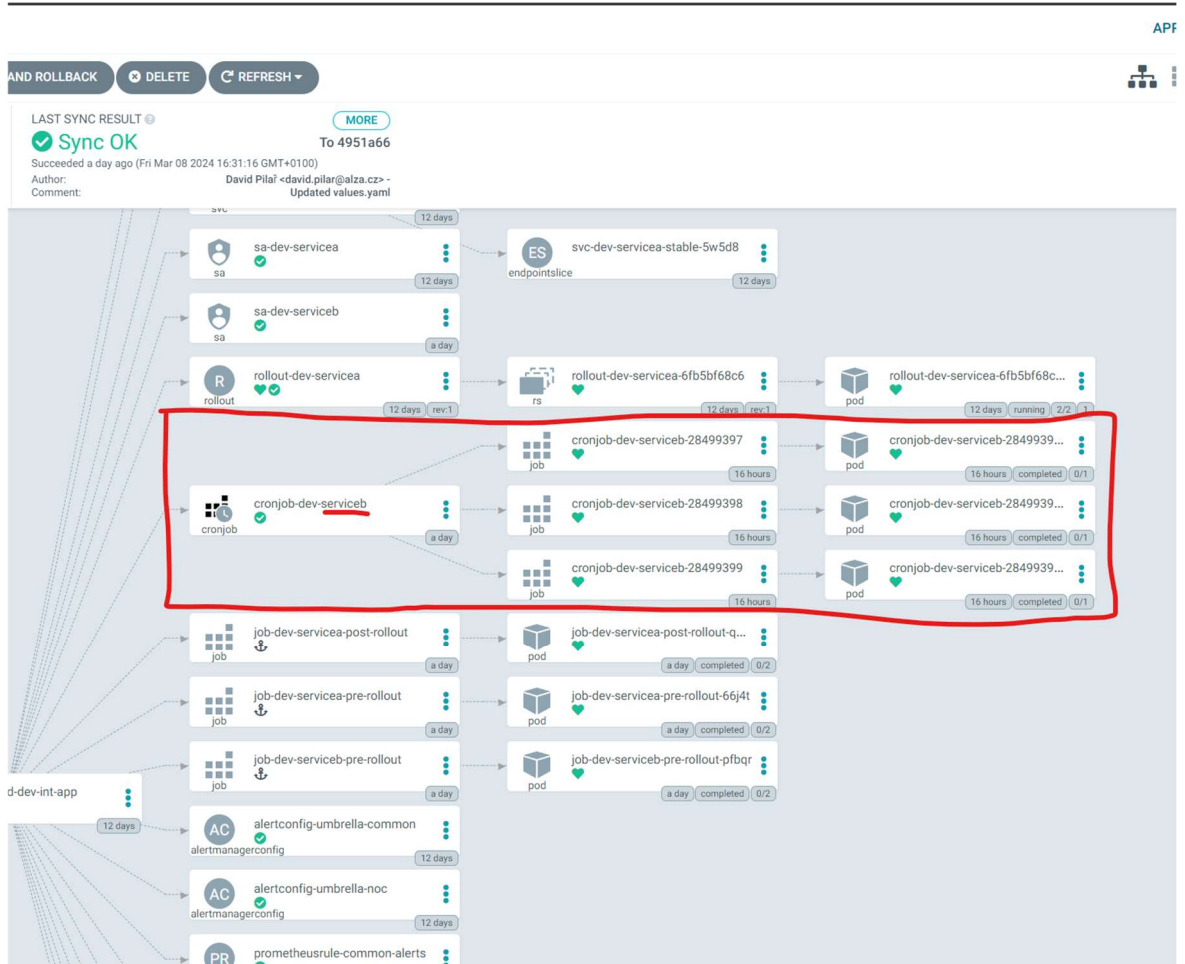 APP
AND ROLLBACK
DELETE
REFRESH
LAST SYNC RESULT
MORE
Sync OK
To 4951a66
Succeeded a day ago (Fri Mar 08 2024 16:31:16 GMT+0100)
Author:
David Pilař <david.pilar@alza.cz> -
Comment:
Updated values.yaml
svc
12 days
sa-dev-servicea
sa
12 days
ES
svc-dev-servicea-stable-5w5d8
endpointslice
12 days
sa-dev-serviceb
sa
a day
R
rollout-dev-servicea
rollout
12 days
rev:1
rollout-dev-servicea-6fb5bf68c6
rs
12 days
rev:1
rollout-dev-servicea-6fb5bf68c...
pod
12 days
running
2/2
1
cronjob-dev-serviceb-28499397
job
16 hours
cronjob-dev-serviceb-2849939...
pod
16 hours
completed
0/1
cronjob-dev-serviceb
cronjob
a day
cronjob-dev-serviceb-28499398
job
16 hours
cronjob-dev-serviceb-2849939...
pod
16 hours
completed
0/1
cronjob-dev-serviceb-28499399
job
16 hours
cronjob-dev-serviceb-2849939...
pod
16 hours
completed
0/1
job-dev-servicea-post-rollout
job
a day
job-dev-servicea-post-rollout-q...
pod
a day
completed
0/2
job-dev-servicea-pre-rollout
job
a day
job-dev-servicea-pre-rollout-66j4t
pod
a day
completed
0/2
job-dev-serviceb-pre-rollout
job
a day
job-dev-serviceb-pre-rollout-pfbqr
pod
a day
completed
0/2
d-dev-int-app
12 days
AC
alertconfig-umbrella-common
alertmanagerconfig
12 days
AC
alertconfig-umbrella-noc
alertmanagerconfig
12 days
PR
prometheusrule-common-alerts